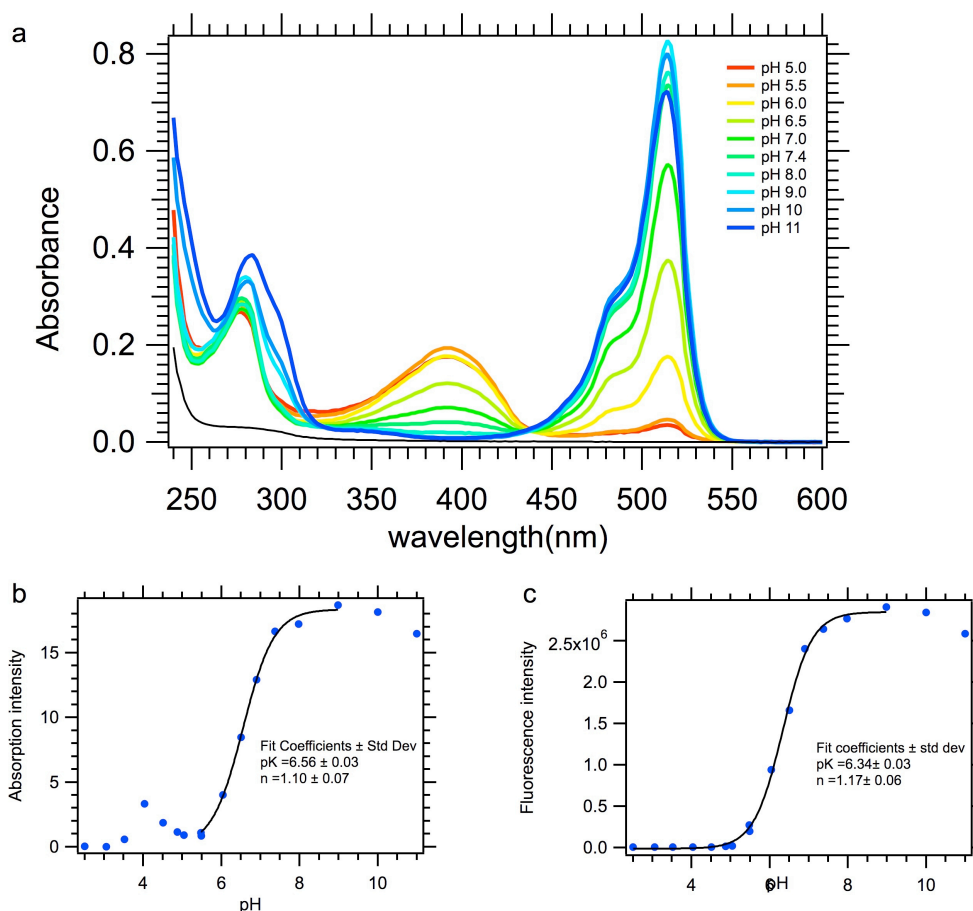 a
0.8
0.6
0.4
0.2
0.0
Absorbance
pH 5.0
pH 5.5
pH 6.0
pH 6.5
pH 7.0
pH 7.4
pH 8.0
pH 9.0
pH 10
pH 11
250 300 350 400 450 500 550 600
wavelength(nm)
b
15
10
5
0
Absorption intensity
Fit Coefficients ± Std Dev
pK =6.56 ± 0.03
n =1.10 ± 0.07
4 6 8 10
pH
c
2.5x10⁶
2.0
1.5
1.0
0.5
0.0
Fluorescence intensity
Fit coefficients ± std dev
pK =6.34± 0.03
n =1.17± 0.06
4 6 8 10
pH